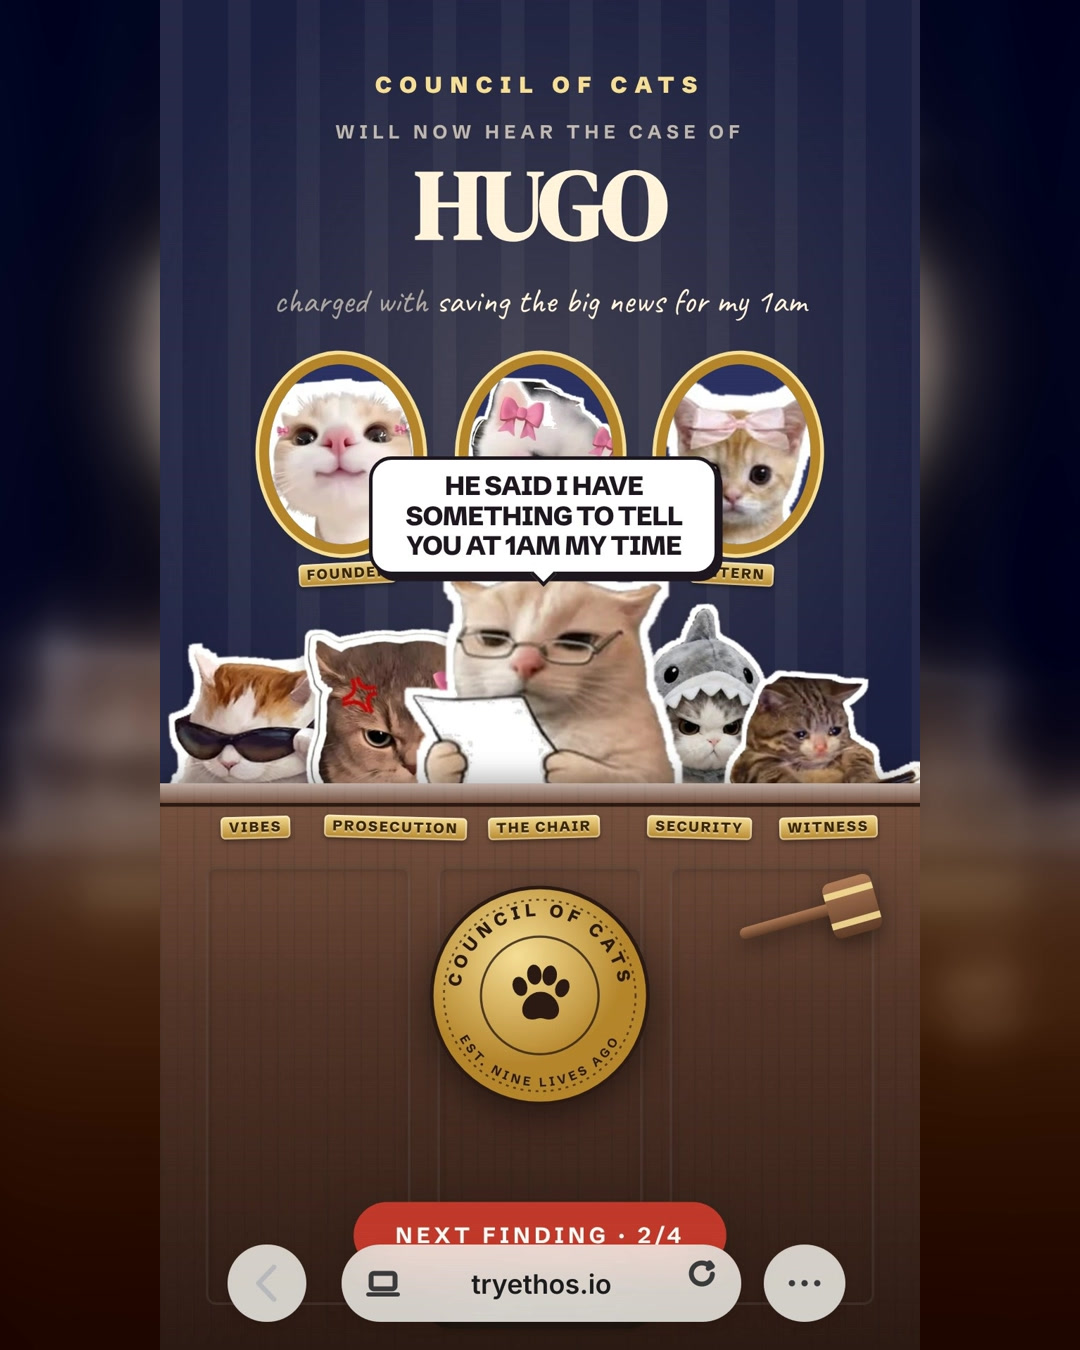 COUNCIL OF CATS
WILL NOW HEAR THE CASE OF
HUGO
charged with saving the big news for my 1am
HE SAID I HAVE
SOMETHING TO TELL
YOU AT 1AM MY TIME
VIBES
PROSECUTION
THE CHAIR
SECURITY
WITNESS
COUNCIL OF CATS
EST. NINE LIVES AGO
NEXT FINDING · 2/4
tryethos.io